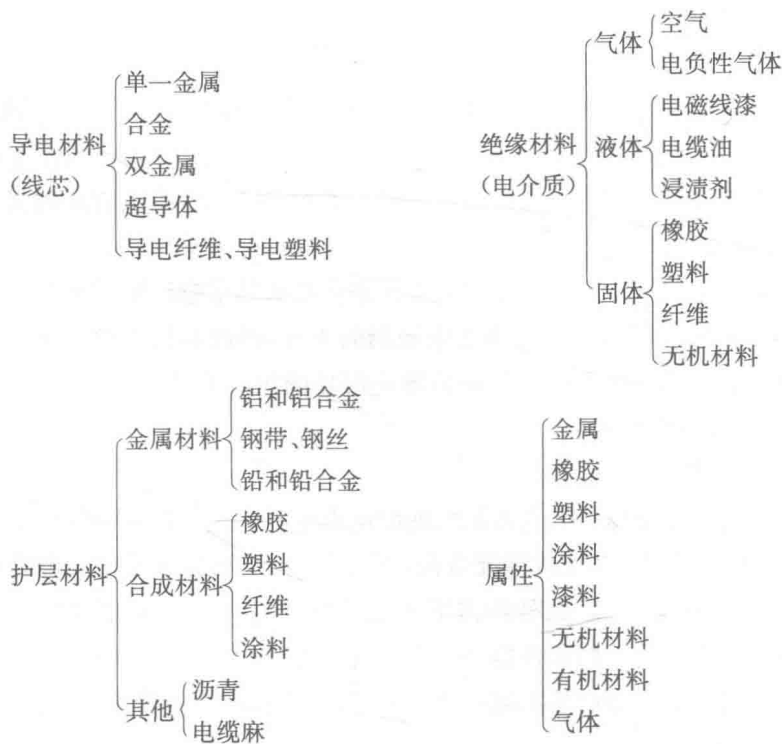 导电材料
(线芯)
单一金属
合金
双金属
超导体
导电纤维、导电塑料
绝缘材料
(电介质)
气体
空气
电负性气体
液体
电磁线漆
电缆油
浸渍剂
固体
橡胶
塑料
纤维
无机材料
护层材料
金属材料
铝和铝合金
钢带、钢丝
铅和铅合金
合成材料
橡胶
塑料
纤维
涂料
其他
沥青
电缆麻
属性
金属
橡胶
塑料
涂料
漆料
无机材料
有机材料
气体